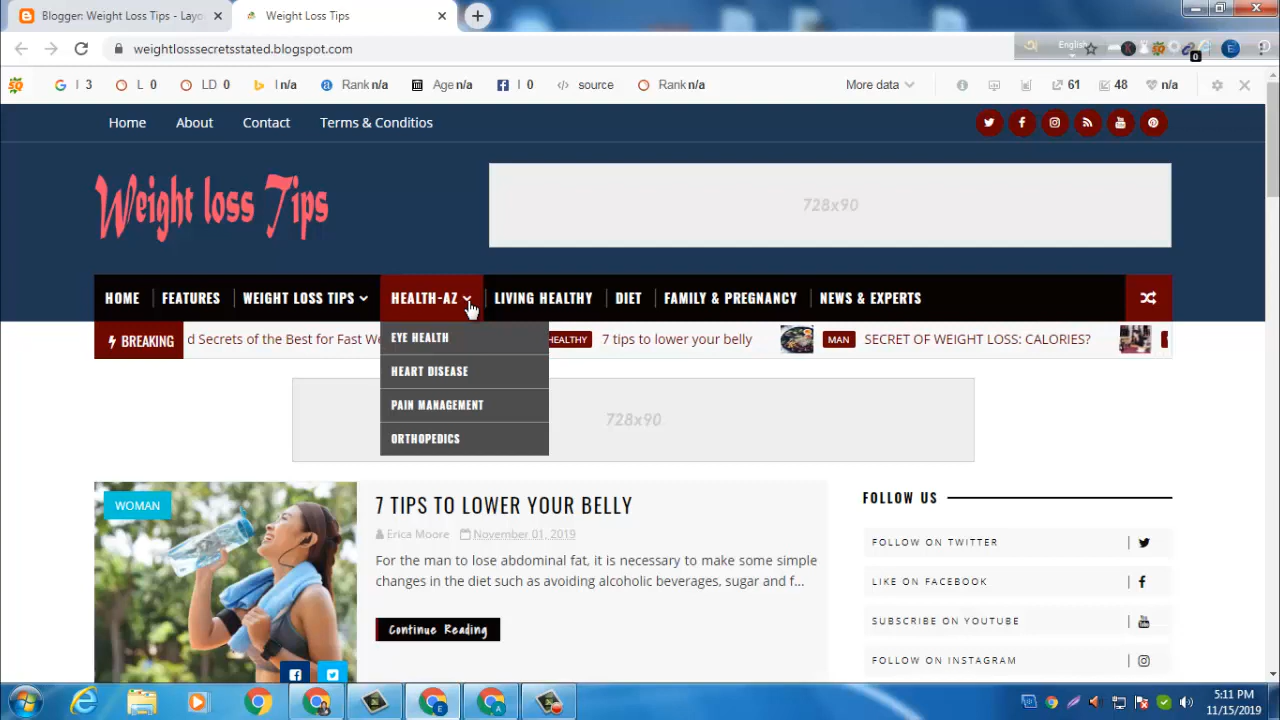 Blogger: Weight Loss Tips - Layo
Weight Loss Tips
weightlosssecretsstated.blogspot.com
English
0
E
I 3
L 0
LD 0
I n/a
Rank n/a
Age n/a
I 0
source
Rank n/a
More data
61
48
n/a
Home
About
Contact
Terms & Conditios
Weight loss Tips
728x90
HOME
FEATURES
WEIGHT LOSS TIPS
HEALTH-AZ
LIVING HEALTHY
DIET
FAMILY & PREGNANCY
NEWS & EXPERTS
BREAKING
d Secrets of the Best for Fast We
HEALTHY
7 tips to lower your belly
MAN
SECRET OF WEIGHT LOSS: CALORIES?
EYE HEALTH
HEART DISEASE
PAIN MANAGEMENT
ORTHOPEDICS
728x90
WOMAN
7 TIPS TO LOWER YOUR BELLY
Erica Moore
November 01, 2019
For the man to lose abdominal fat, it is necessary to make some simple
changes in the diet such as avoiding alcoholic beverages, sugar and f...
Continue Reading
FOLLOW US
FOLLOW ON TWITTER
LIKE ON FACEBOOK
SUBSCRIBE ON YOUTUBE
FOLLOW ON INSTAGRAM
5:11 PM
11/15/2019